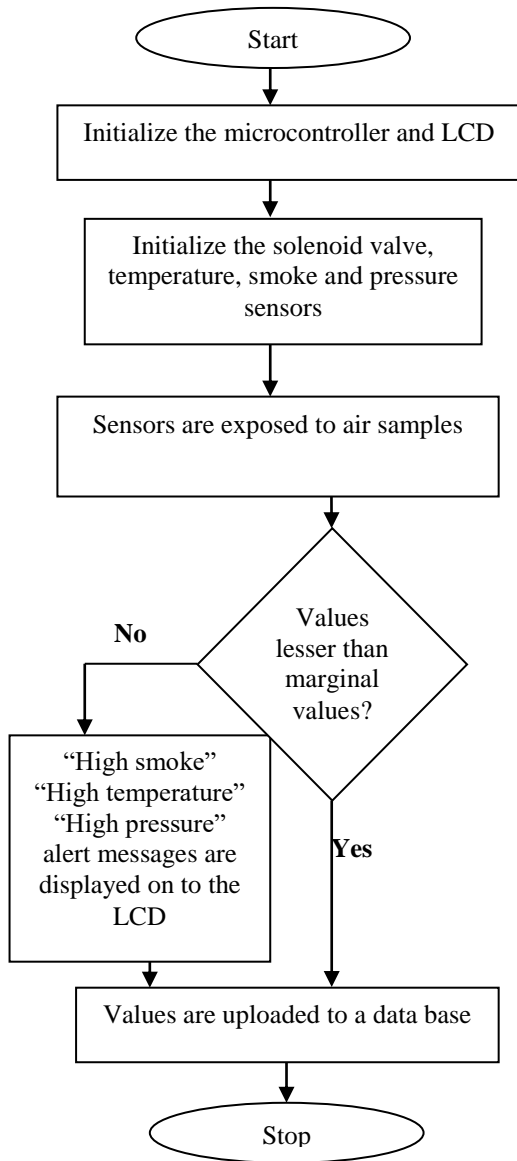 Start
Initialize the microcontroller and LCD
Initialize the solenoid valve,
temperature, smoke and pressure
sensors
Sensors are exposed to air samples
Values
lesser than
marginal
values?
No
“High smoke”
“High temperature”
“High pressure”
alert messages are
displayed on to the
LCD
Yes
Values are uploaded to a data base
Stop